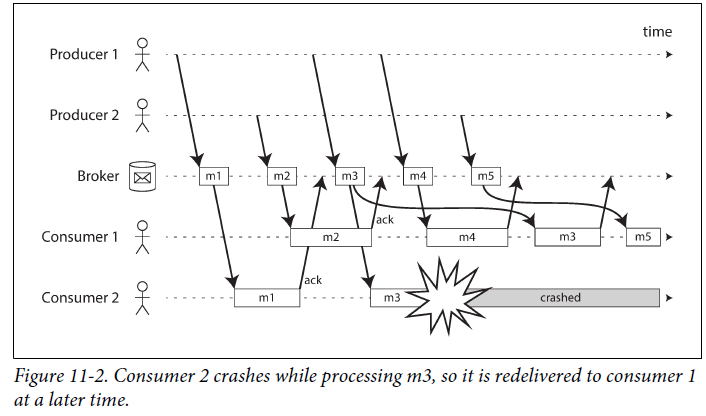 time
Producer 1
Producer 2
Broker
m1
m2
m3
m4
m5
ack
Consumer 1
m2
m4
m3
m5
ack
Consumer 2
m1
m3
crashed
Figure 11-2. Consumer 2 crashes while processing m3, so it is redelivered to consumer 1
at a later time.